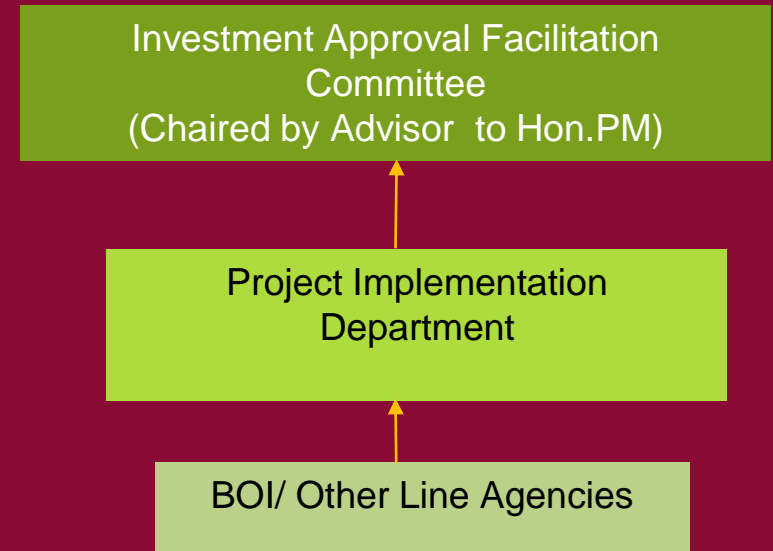 Investment Approval Facilitation
Committee
(Chaired by Advisor  to Hon.PM)
Project Implementation
Department
BOI/ Other Line Agencies